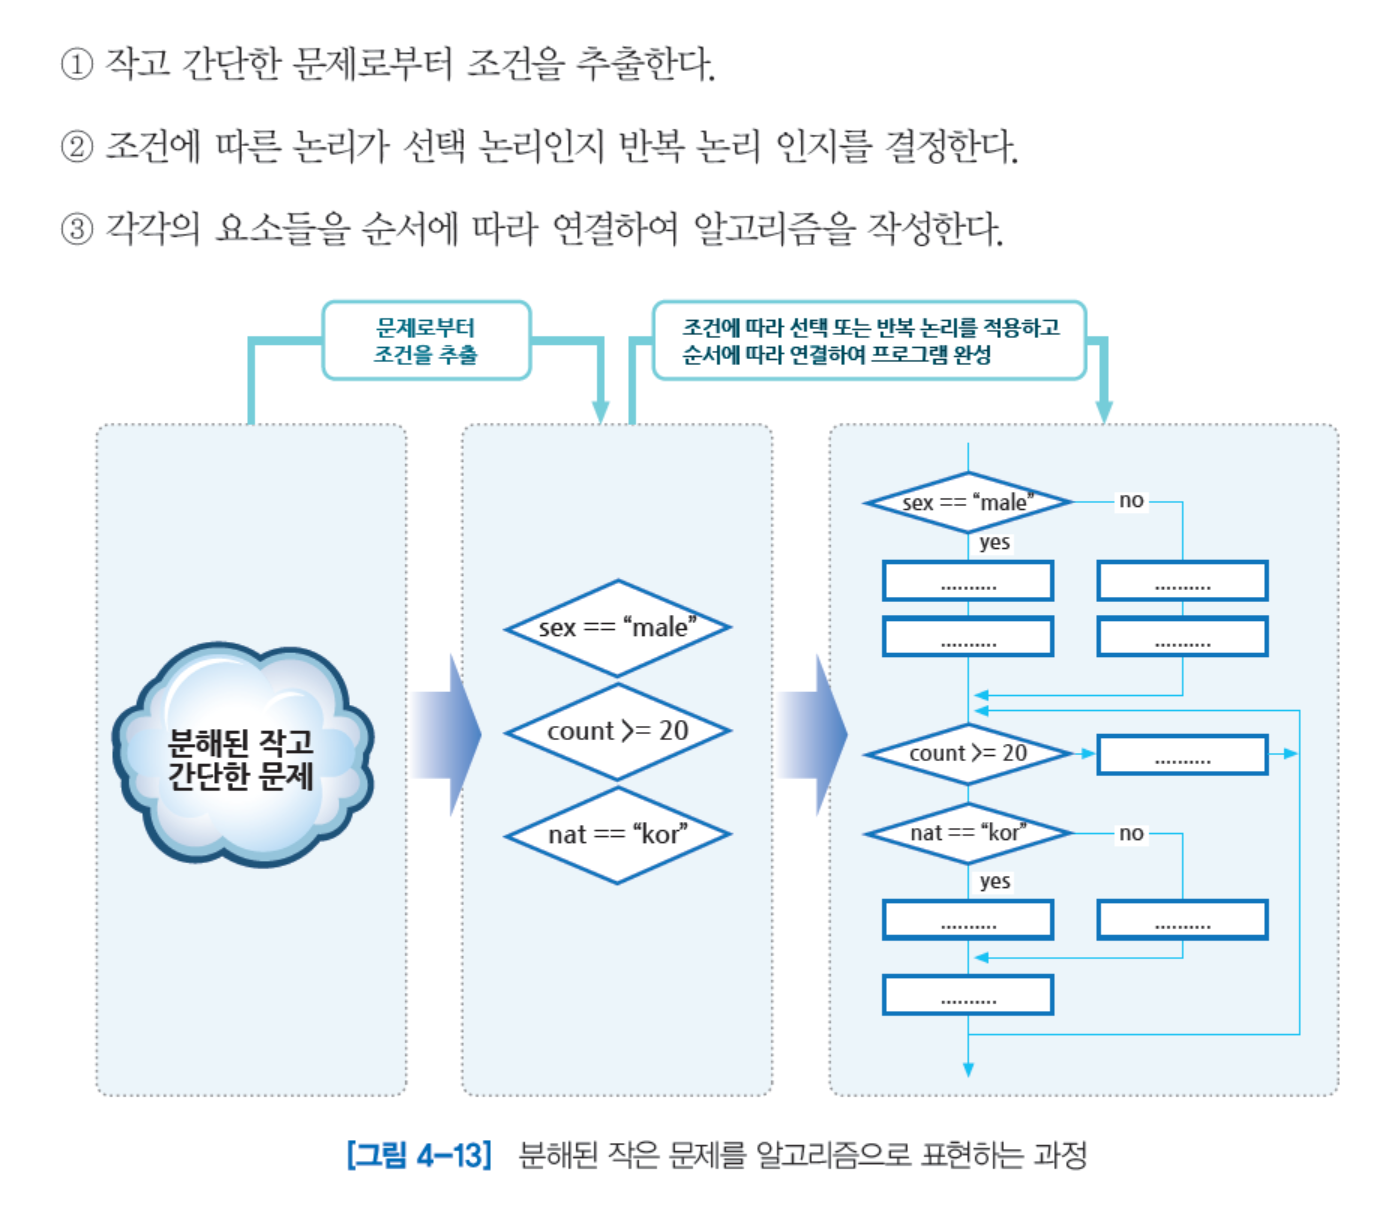 ① 작고 간단한 문제로부터 조건을 추출한다.
② 조건에 따른 논리가 선택 논리인지 반복 논리 인지를 결정한다.
③ 각각의 요소들을 순서에 따라 연결하여 알고리즘을 작성한다.
문제로부터
조건을 추출
조건에 따라 선택 또는 반복 논리를 적용하고
순서에 따라 연결하여 프로그램 완성
분해된 작고
간단한 문제
sex == “male”
count >= 20
nat == “kor”
sex == “male”
no
yes
..........
..........
..........
..........
count >= 20
..........
nat == “kor”
no
yes
..........
..........
..........
[그림 4-13] 분해된 작은 문제를 알고리즘으로 표현하는 과정